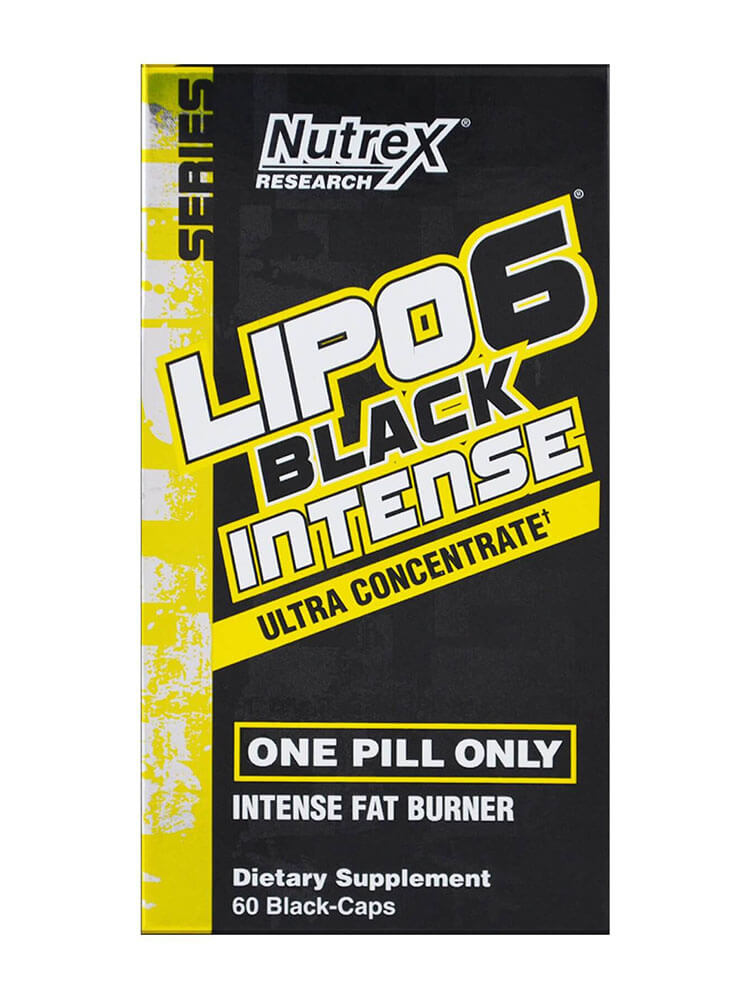 SERIES
NutreX®
RESEARCH
LIPO6®
BLACK
INTENSE
ULTRA CONCENTRATE†
ONE PILL ONLY
INTENSE FAT BURNER
Dietary Supplement
60 Black-Caps